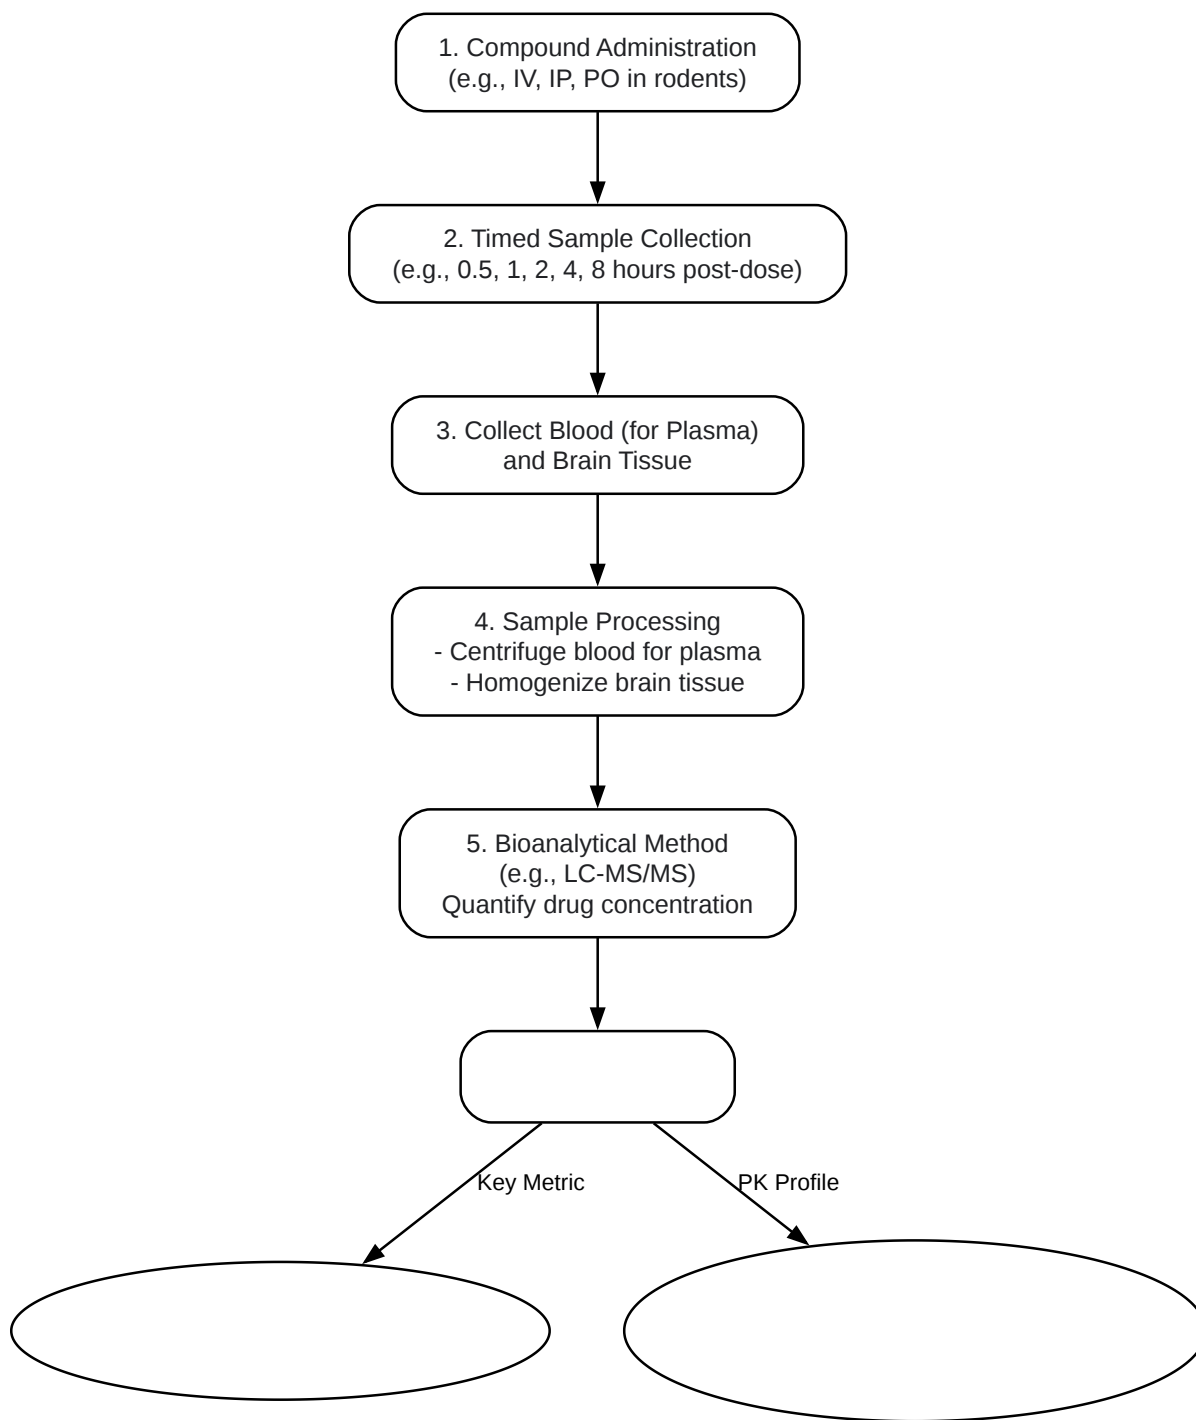 1. Compound Administration
(e.g., IV, IP, PO in rodents)
2. Timed Sample Collection
(e.g., 0.5, 1, 2, 4, 8 hours post-dose)
3. Collect Blood (for Plasma)
and Brain Tissue
4. Sample Processing
- Centrifuge blood for plasma
- Homogenize brain tissue
5. Bioanalytical Method
(e.g., LC-MS/MS)
Quantify drug concentration
Key Metric
PK Profile